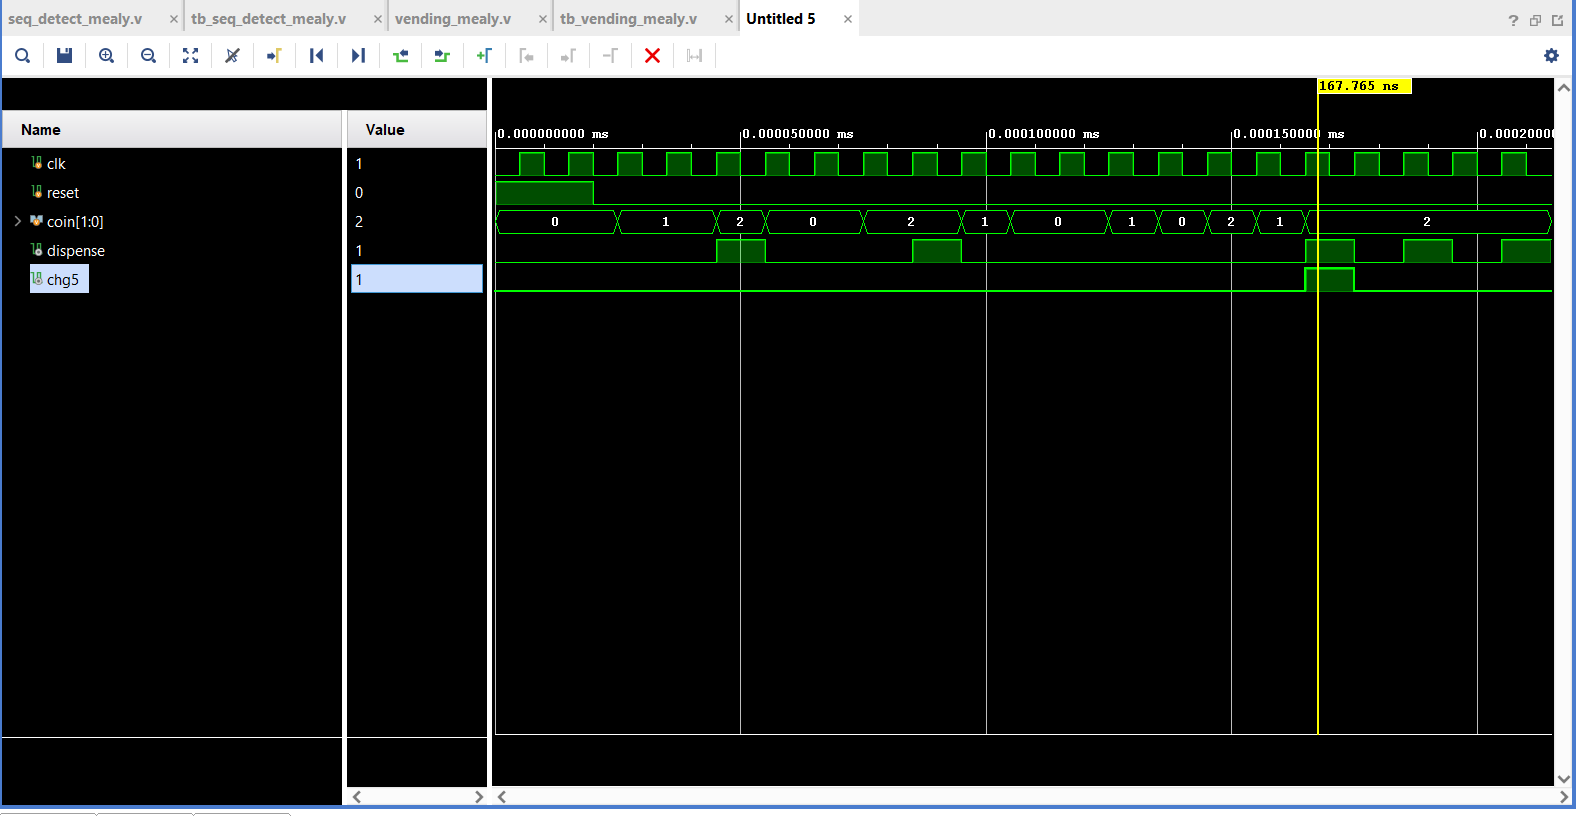 seq_detect_mealy.v × tb_seq_detect_mealy.v × vending_mealy.v × tb_vending_mealy.v × Untitled 5 × ?
167.765 ns
Name Value
0.000000000 ms 0.000050000 ms 0.000100000 ms 0.000150000 ms 0.00020000
clk 1
reset 0
coin[1:0] 2 0 1 2 0 2 1 0 1 0 2 1 2
dispense 1
chg5 1